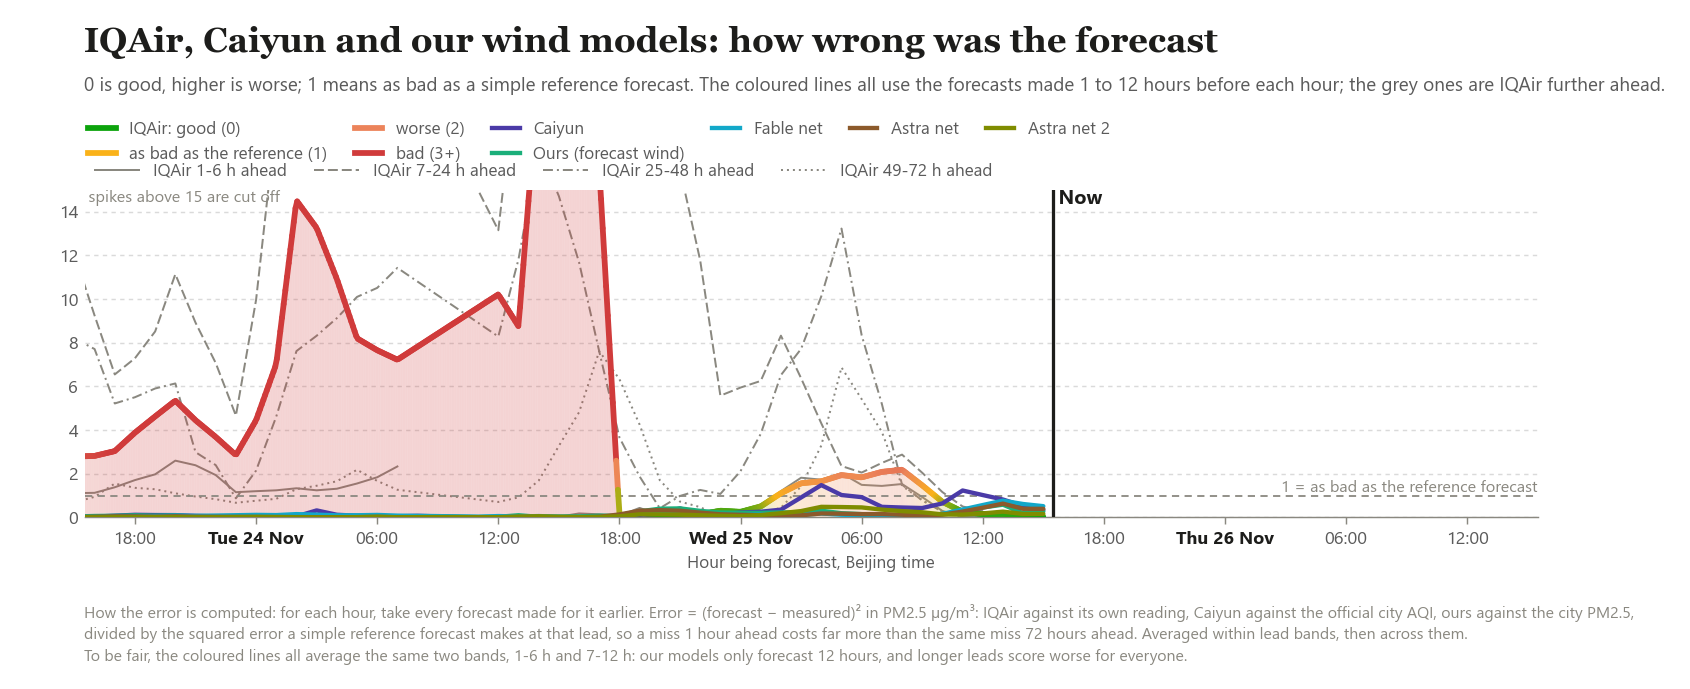 IQAir, Caiyun and our wind models: how wrong was the forecast
0 is good, higher is worse; 1 means as bad as a simple reference forecast. The coloured lines all use the forecasts made 1 to 12 hours before each hour; the grey ones are IQAir further ahead.
IQAir: good (0) worse (2) Caiyun Fable net Astra net Astra net 2
as bad as the reference (1) bad (3+) Ours (forecast wind)
IQAir 1-6 h ahead IQAir 7-24 h ahead IQAir 25-48 h ahead IQAir 49-72 h ahead
spikes above 15 are cut off
Now
14
12
10
8
6
4
2
1 = as bad as the reference forecast
0
18:00 Tue 24 Nov 06:00 12:00 18:00 Wed 25 Nov 06:00 12:00 18:00 Thu 26 Nov 06:00 12:00
Hour being forecast, Beijing time
How the error is computed: for each hour, take every forecast made for it earlier. Error = (forecast − measured)² in PM2.5 µg/m³: IQAir against its own reading, Caiyun against the official city AQI, ours against the city PM2.5,
divided by the squared error a simple reference forecast makes at that lead, so a miss 1 hour ahead costs far more than the same miss 72 hours ahead. Averaged within lead bands, then across them.
To be fair, the coloured lines all average the same two bands, 1-6 h and 7-12 h: our models only forecast 12 hours, and longer leads score worse for everyone.